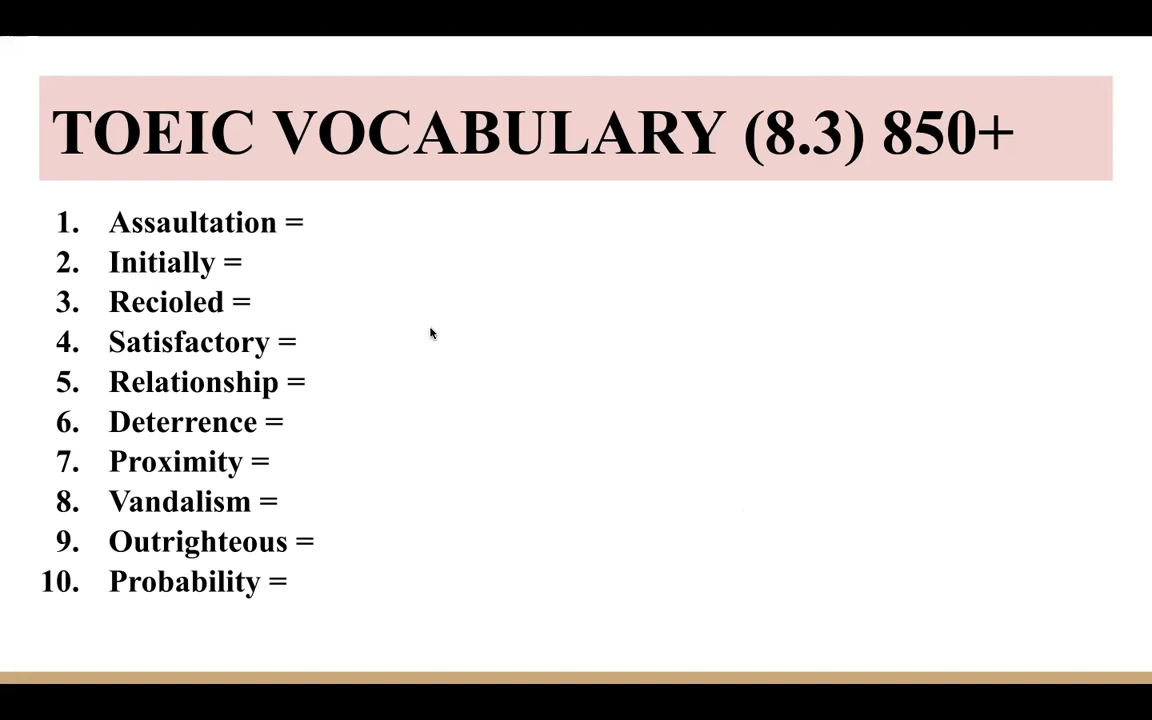 TOEIC VOCABULARY (8.3) 850+
1. Assaultation =
2. Initially =
3. Recioled =
4. Satisfactory =
5. Relationship =
6. Deterrence =
7. Proximity =
8. Vandalism =
9. Outrighteous =
10. Probability =